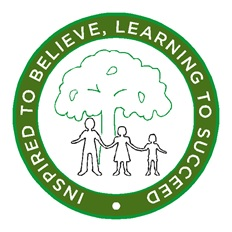 INSPIRED TO BELIEVE, LEARNING TO SUCCEED